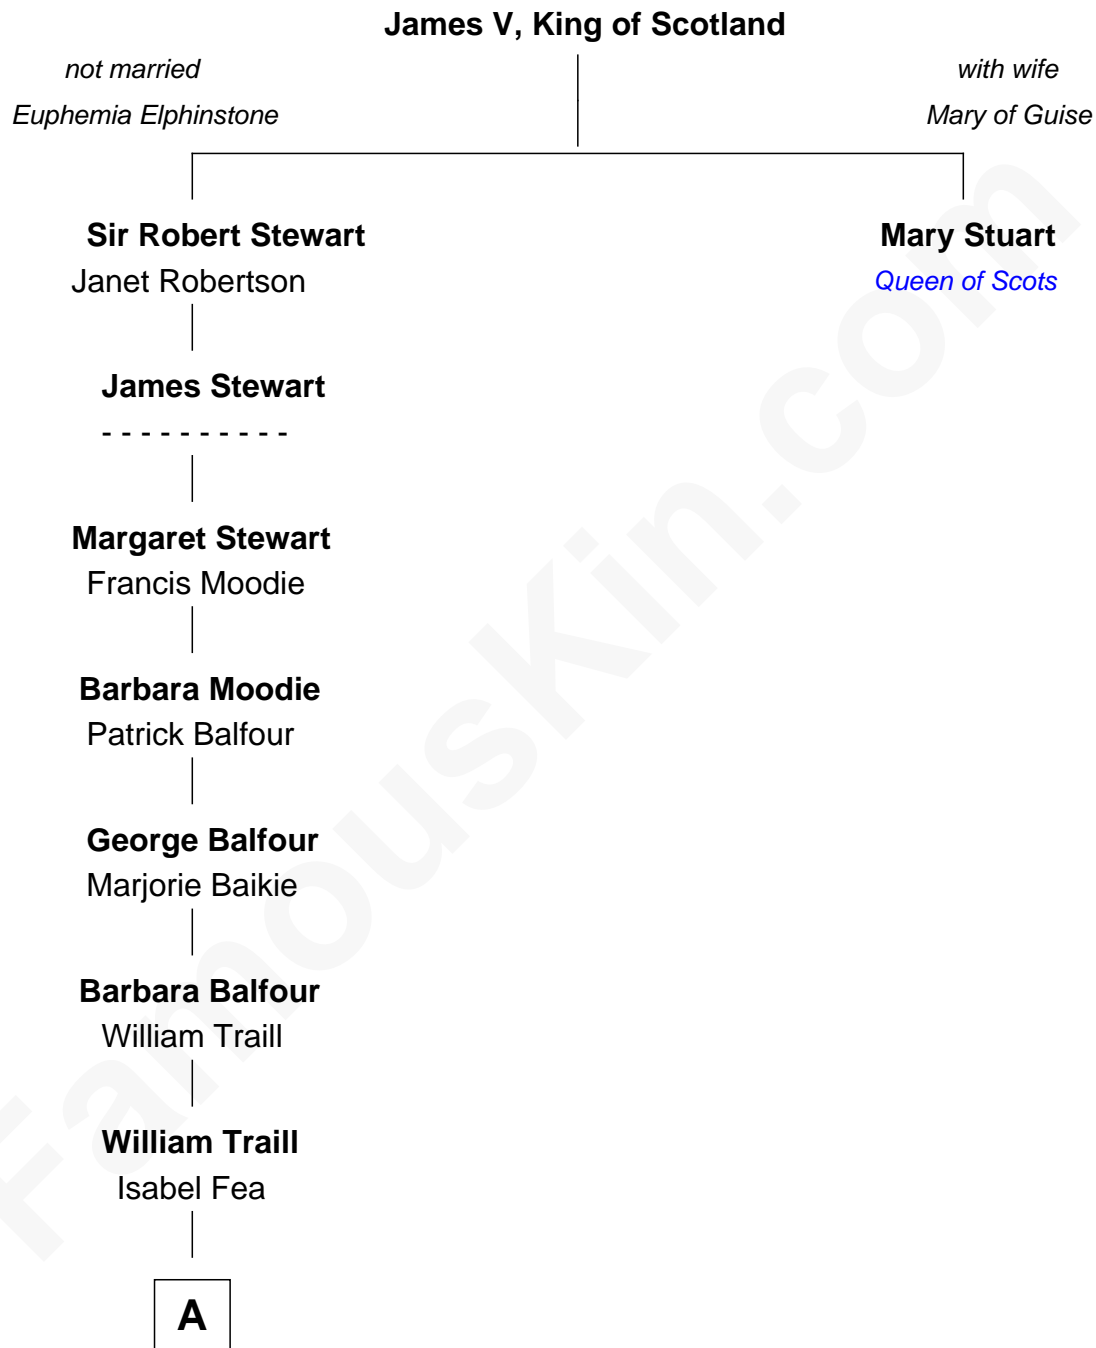 James V, King of Scotland
not married
with wife
Euphemia Elphinstone
Mary of Guise
Sir Robert Stewart
Mary Stuart
Janet Robertson
Queen of Scots
James Stewart
- - - - - - - - - -
Margaret Stewart
Francis Moodie
Barbara Moodie
Patrick Balfour
George Balfour
Marjorie Baikie
Barbara Balfour
William Traill
William Traill
Isabel Fea
A
FamousKin.com